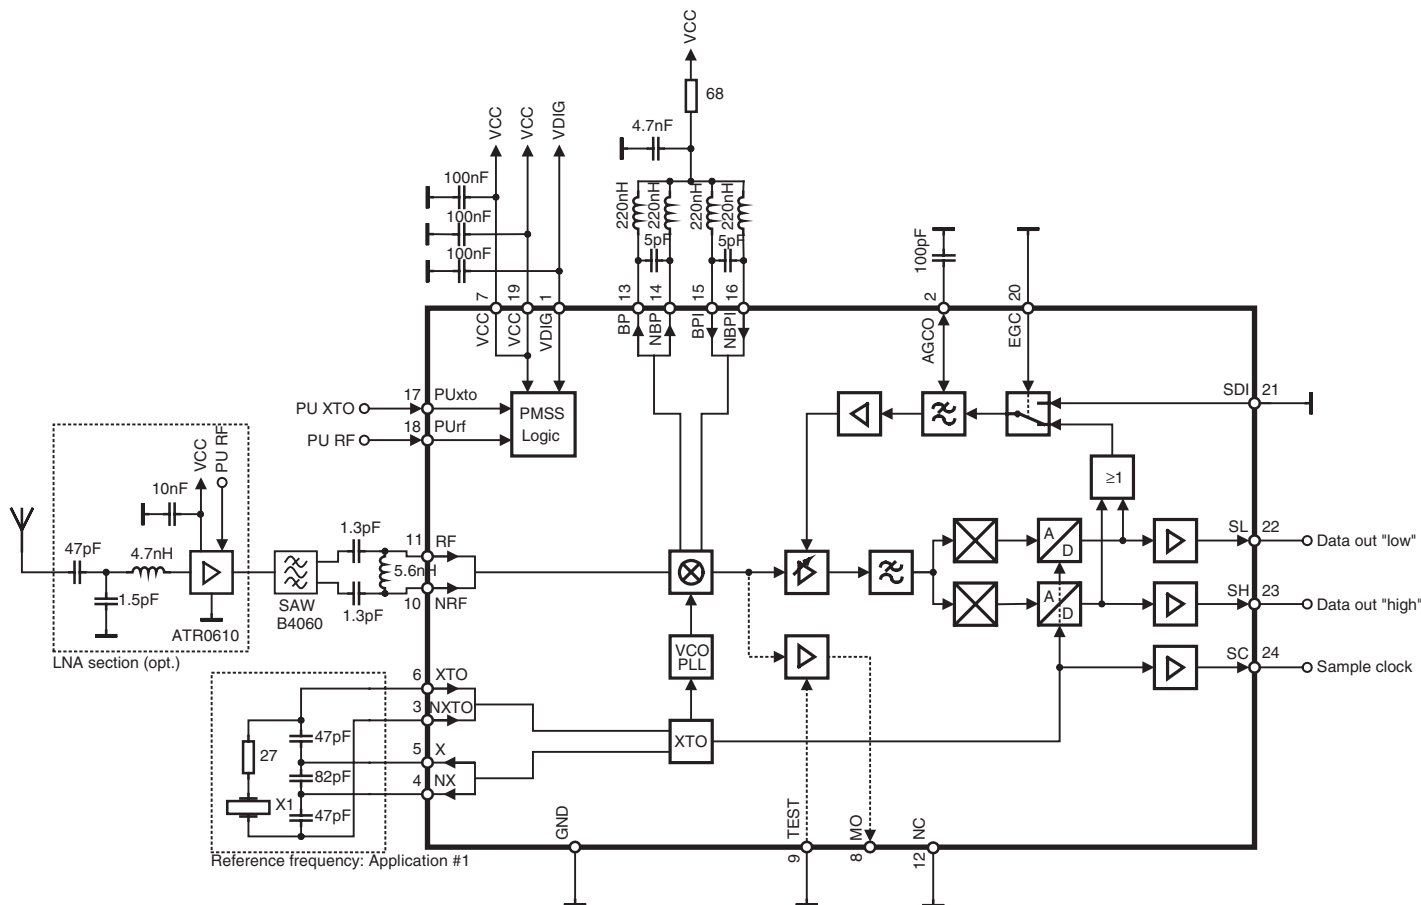 VCC
68
4.7nF
VCC
VCC
VDIG
100nF
100nF
100nF
220nH
220nH
220nH
220nH
5pF
5pF
100pF
7
19
1
13
14
15
16
2
20
VCC
VCC
VDIG
BP
NBP
BPI
NBPI
AGCO
EGC
SDI
21
17
PUxto
PU XTO
18
PUrf
PU RF
PMSS
Logic
≥1
VCC
PU RF
10nF
47pF
4.7nH
1.5pF
ATR0610
LNA section (opt.)
SAW
B4060
1.3pF
1.3pF
5.6nH
11
RF
10
NRF
A
D
A
D
SL
22
Data out "low"
SH
23
Data out "high"
SC
24
Sample clock
VCO
PLL
XTO
6
XTO
3
NXTO
5
X
4
NX
27
X1
47pF
82pF
47pF
Reference frequency: Application #1
GND
TEST
9
MO
8
NC
12